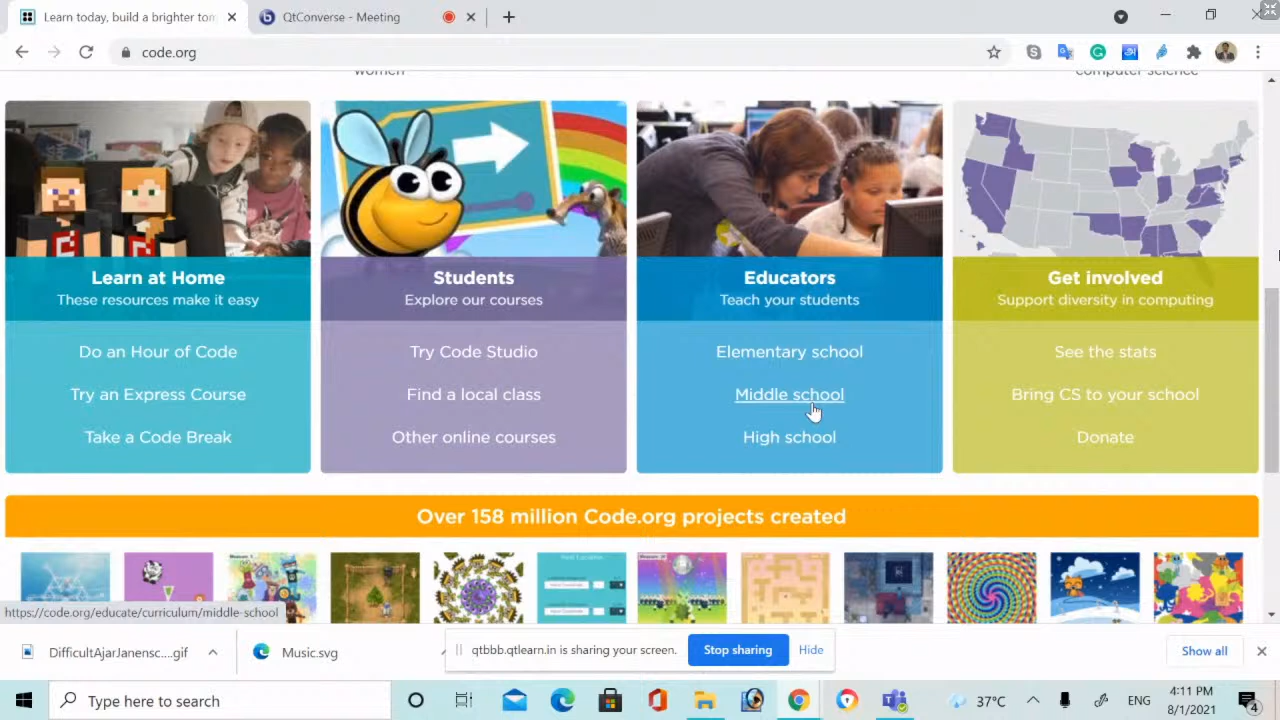 Learn today, build a brighter tom
QtConverse - Meeting
code.org
women
computer science
Learn at Home
These resources make it easy
Do an Hour of Code
Try an Express Course
Take a Code Break
Students
Explore our courses
Try Code Studio
Find a local class
Other online courses
Educators
Teach your students
Elementary school
Middle school
High school
Get involved
Support diversity in computing
See the stats
Bring CS to your school
Donate
Over 158 million Code.org projects created
https://code.org/educate/curriculum/middle-school
DifficultAjarJanensc....gif
Music.svg
qtbbb.qtlearn.in is sharing your screen.
Stop sharing
Hide
Show all
Type here to search
37°C
ENG
4:11 PM
8/1/2021
4